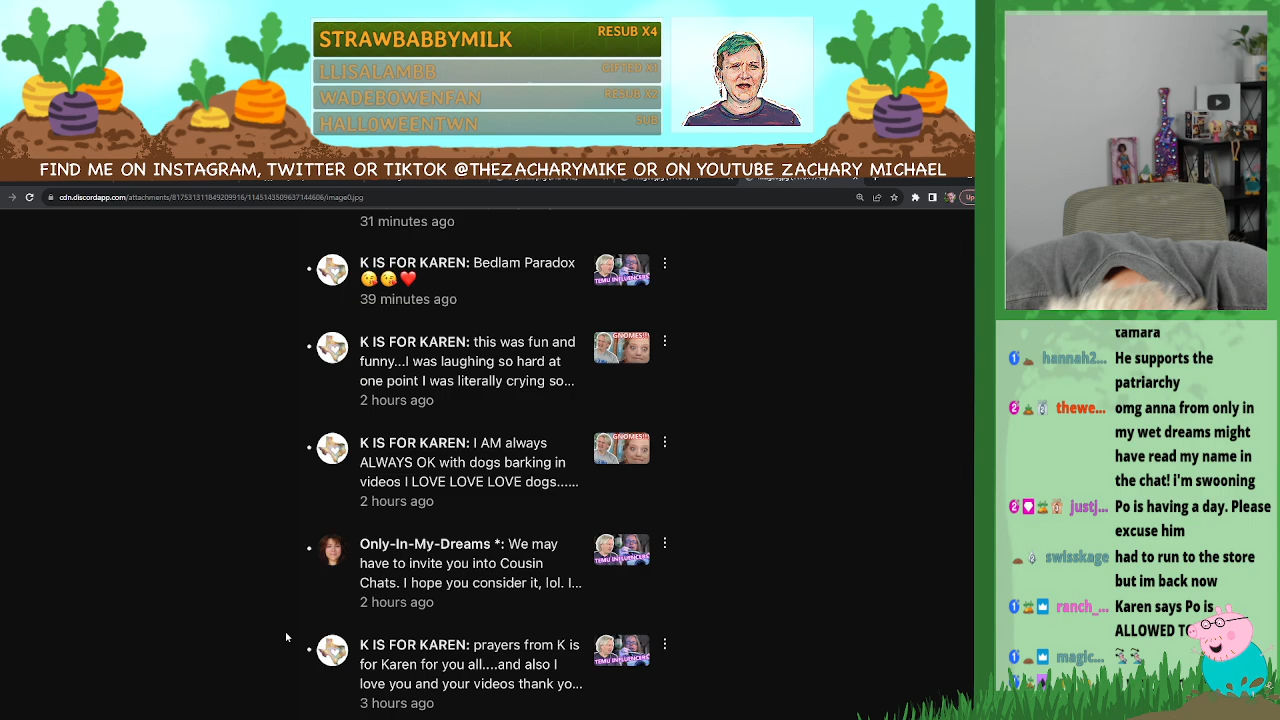 STRAWBABBYMILK RESUB X4
LLISALAMBB GIFTED X1
WADEBOWENFAN RESUB X2
HALLOWEENTWN SUB
FIND ME ON INSTAGRAM, TWITTER OR TIKTOK @THEZACHARYMIKE OR ON YOUTUBE ZACHARY MICHAEL
cdn.discordapp.com/attachments/817531311849209916/1145143509637144606/image0.jpg
31 minutes ago
K IS FOR KAREN: Bedlam Paradox
😘😘❤️
39 minutes ago
TEMU INFLUENCERS
K IS FOR KAREN: this was fun and
funny...I was laughing so hard at
one point I was literally crying so...
2 hours ago
GNOMES!!!
K IS FOR KAREN: I AM always
ALWAYS OK with dogs barking in
videos I LOVE LOVE LOVE dogs......
2 hours ago
GNOMES!!!
Only-In-My-Dreams *: We may
have to invite you into Cousin
Chats. I hope you consider it, lol. I...
2 hours ago
TEMU INFLUENCERS
K IS FOR KAREN: prayers from K is
for Karen for you all....and also I
love you and your videos thank yo...
3 hours ago
TEMU INFLUENCERS
tamara
hannah2... He supports the
patriarchy
thewe... omg anna from only in
my wet dreams might
have read my name in
the chat! i'm swooning
justj... Po is having a day. Please
excuse him
swisskage had to run to the store
but im back now
ranch_... Karen says Po is
ALLOWED
magic...